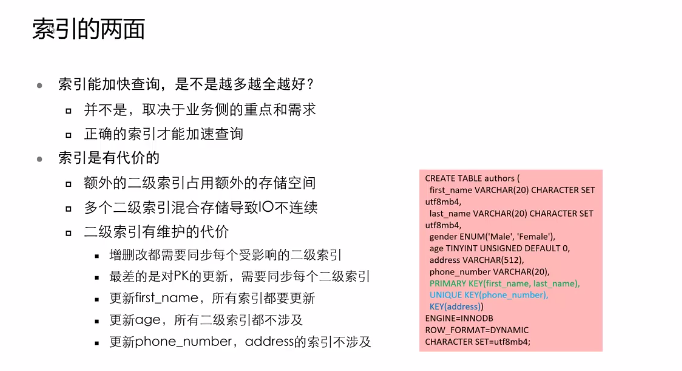 索引的两面
索引能加快查询，是不是越多越全越好？
并不是，取决于业务侧的重点和需求
正确的索引才能加速查询
索引是有代价的
额外的二级索引占用额外的存储空间
多个二级索引混合存储导致IO不连续
二级索引有维护的代价
增删改都需要同步每个受影响的二级索引
最差的是对PK的更新，需要同步每个二级索引
更新first_name，所有索引都要更新
更新age，所有二级索引都不涉及
更新phone_number，address的索引不涉及
CREATE TABLE authors (
first_name VARCHAR(20) CHARACTER SET
utf8mb4,
last_name VARCHAR(20) CHARACTER SET
utf8mb4,
gender ENUM('Male', 'Female'),
age TINYINT UNSIGNED DEFAULT 0,
address VARCHAR(512),
phone_number VARCHAR(20),
PRIMARY KEY(first_name, last_name),
UNIQUE KEY(phone_number),
KEY(address))
ENGINE=INNODB
ROW_FORMAT=DYNAMIC
CHARACTER SET=utf8mb4;